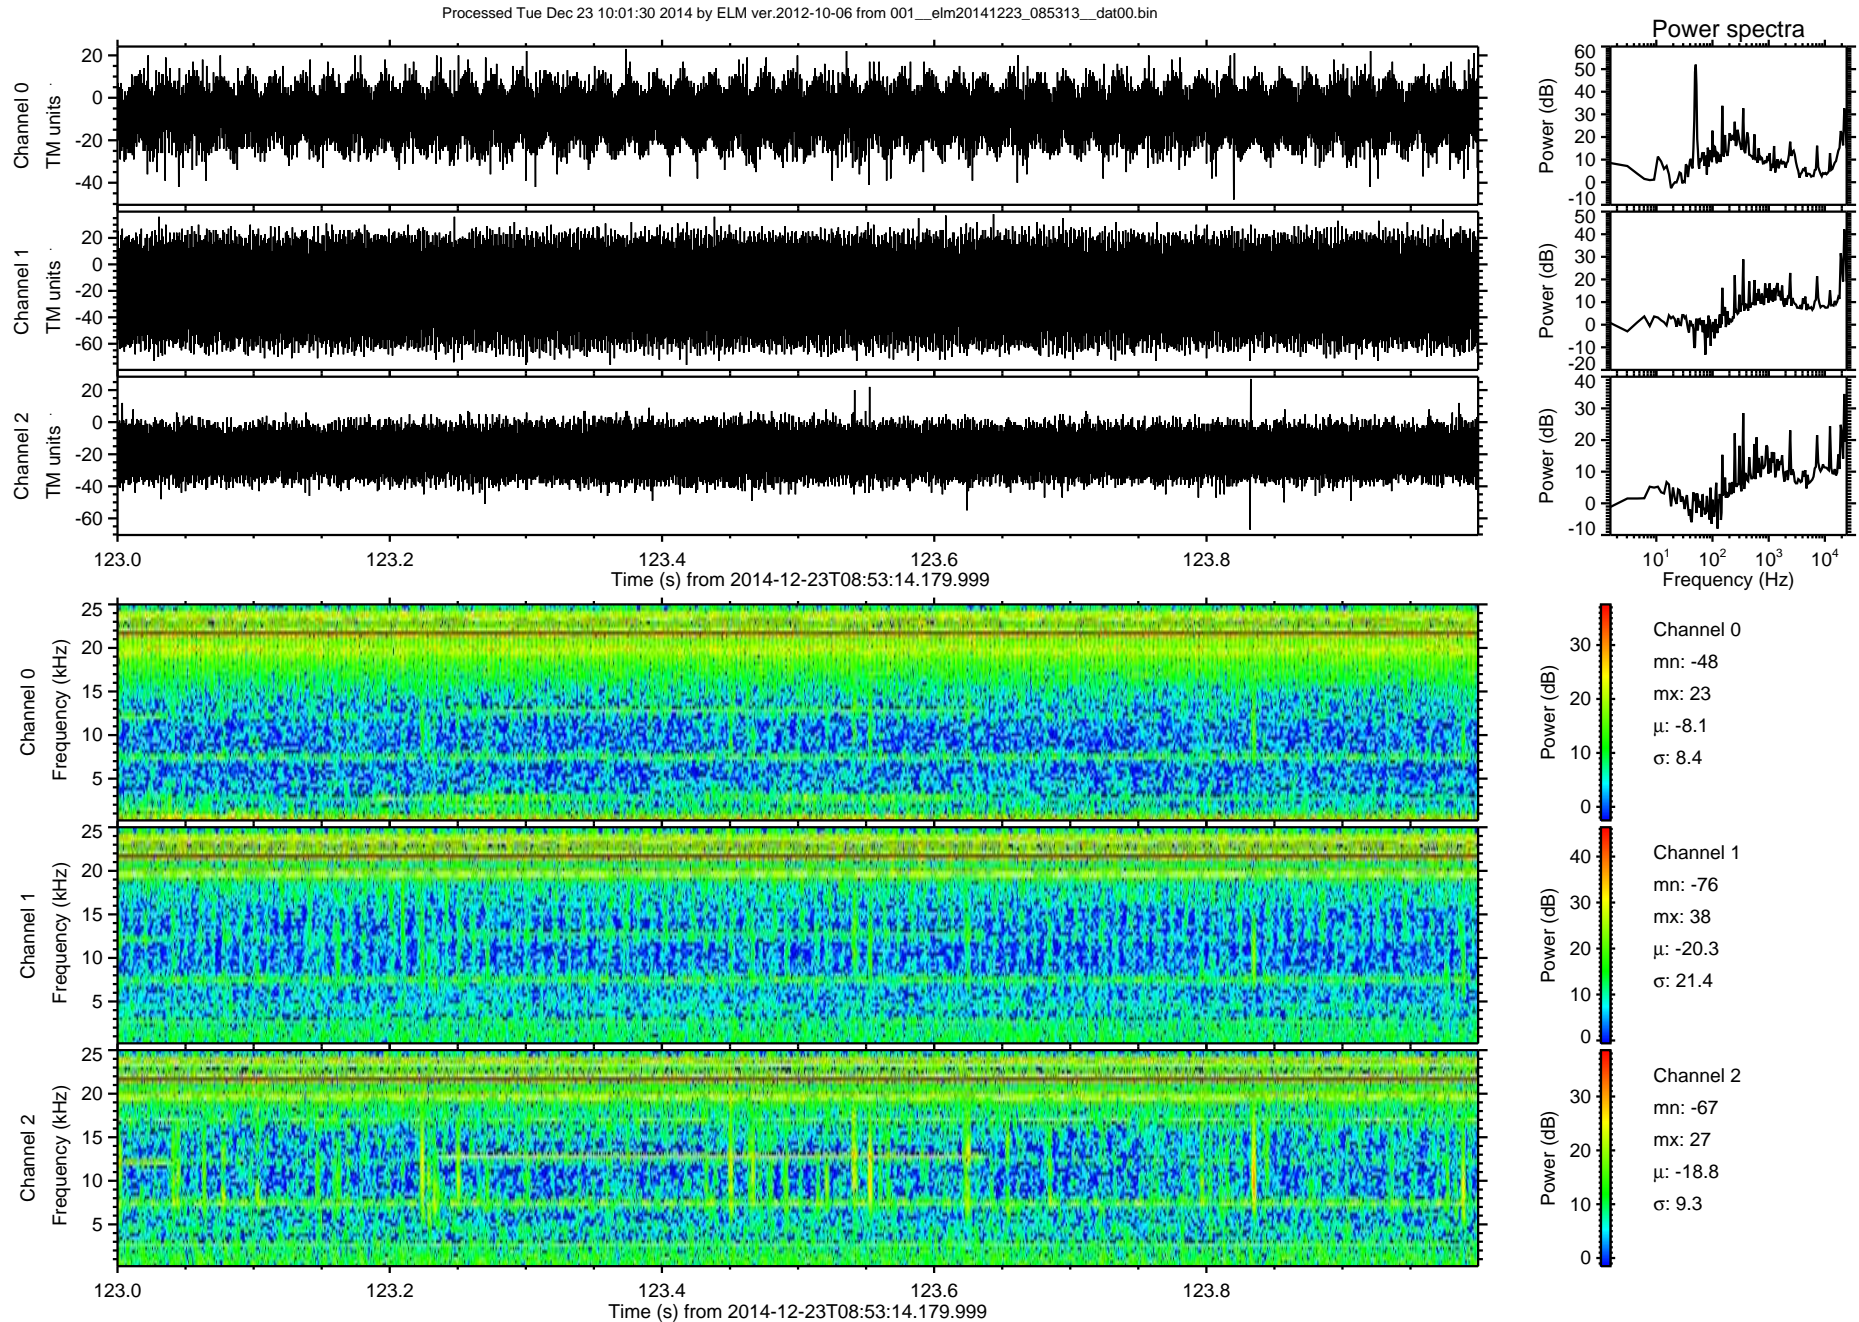 Processed Tue Dec 23 10:01:30 2014 by ELM ver.2012-10-06 from 001__elm20141223_085313__dat00.bin
Power spectra
Channel 0
TM units
20
0
-20
-40
Power (dB)
60
50
40
30
20
10
0
-10
Channel 1
TM units
20
0
-20
-40
-60
Power (dB)
50
40
30
20
10
0
-10
-20
Channel 2
TM units
20
0
-20
-40
-60
Power (dB)
40
30
20
10
0
-10
123.0 123.2 123.4 123.6 123.8
Time (s) from 2014-12-23T08:53:14.179.999
10¹ 10² 10³ 10⁴
Frequency (Hz)
Channel 0
Frequency (kHz)
25
20
15
10
5
Power (dB)
30
20
10
0
Channel 0
mn: -48
mx: 23
μ: -8.1
σ: 8.4
Channel 1
Frequency (kHz)
25
20
15
10
5
Power (dB)
40
30
20
10
0
Channel 1
mn: -76
mx: 38
μ: -20.3
σ: 21.4
Channel 2
Frequency (kHz)
25
20
15
10
5
Power (dB)
30
20
10
0
Channel 2
mn: -67
mx: 27
μ: -18.8
σ: 9.3
123.0 123.2 123.4 123.6 123.8
Time (s) from 2014-12-23T08:53:14.179.999